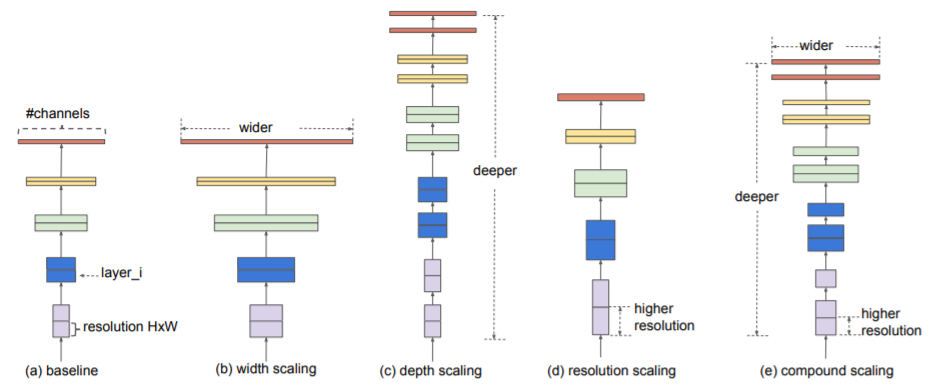 #channels
layer_i
resolution HxW
(a) baseline
wider
(b) width scaling
deeper
(c) depth scaling
higher
resolution
(d) resolution scaling
wider
deeper
higher
resolution
(e) compound scaling